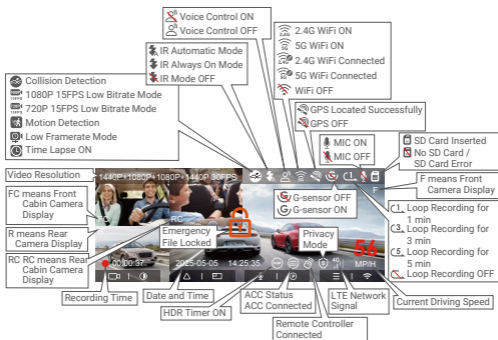 Voice Control ON
Voice Control OFF
IR Automatic Mode
IR Always On Mode
IR Mode OFF
2.4G WiFi ON
5G WiFi ON
2.4G WiFi Connected
5G WiFi Connected
WiFi OFF
Collision Detection
1080P 15FPS Low Bitrate Mode
720P 15FPS Low Bitrate Mode
Motion Detection
Low Framerate Mode
Time Lapse ON
GPS Located Successfully
GPS OFF
MIC ON
MIC OFF
SD Card Inserted
No SD Card /
SD Card Error
Video Resolution
1440P+1080P+1080P+1440P 30FPS
F means Front
Camera Display
F
FC means Front
Cabin Camera
Display
FC
RC
R means Rear
Camera Display
RC RC means Rear
Cabin Camera
Display
Emergency
File Locked
G-sensor OFF
G-sensor ON
Privacy
Mode
Loop Recording for
1 min
Loop Recording for
3 min
Loop Recording for
5 min
Loop Recording OFF
56
MP/H
00:00:37
2025-05-05
14:25:35
Recording Time
Date and Time
HDR Timer ON
ACC Status
ACC Connected
Remote Controller
Connected
LTE Network
Signal
Current Driving Speed